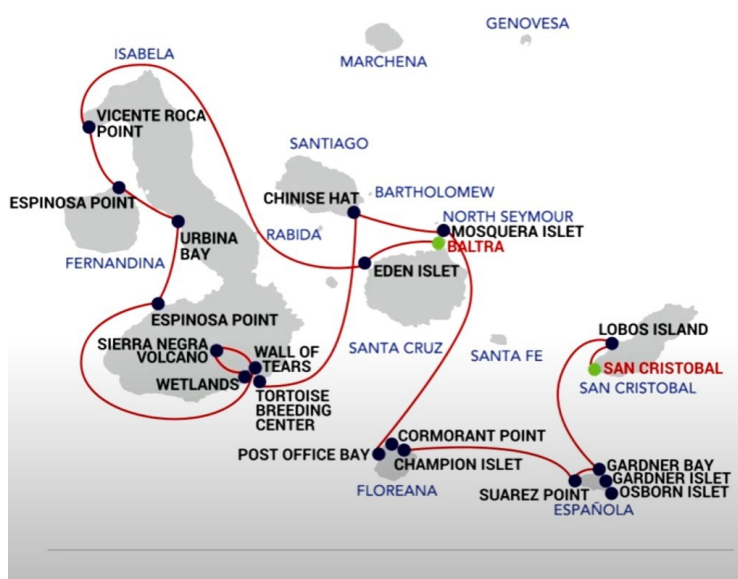 GENOVESA
ISABELA
MARCHENA
VICENTE ROCA
POINT
SANTIAGO
ESPINOSA POINT
CHINISE HAT
BARTHOLOMEW
NORTH SEYMOUR
MOSQUERA ISLET
BALTRA
URBINA
BAY
RABIDA
FERNANDINA
EDEN ISLET
ESPINOSA POINT
SIERRA NEGRA
VOLCANO
WALL OF
TEARS
WETLANDS
TORTOISE
BREEDING
CENTER
SANTA CRUZ
SANTA FE
LOBOS ISLAND
SAN CRISTOBAL
SAN CRISTOBAL
CORMORANT POINT
POST OFFICE BAY
CHAMPION ISLET
FLOREANA
GARDNER BAY
GARDNER ISLET
SUAREZ POINT
OSBORN ISLET
ESPAÑOLA